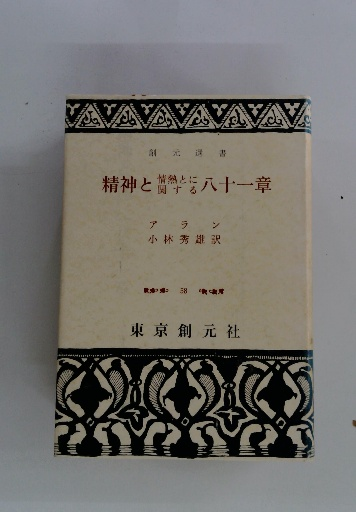 創元選書
精神と情熱とに関する八十一章
アラン
小林秀雄訳
58
東京創元社